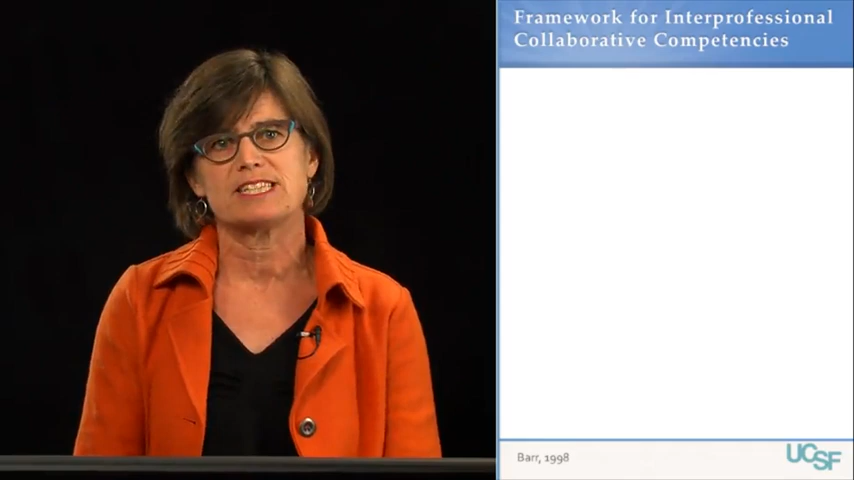 Framework for Interprofessional
Collaborative Competencies
Barr, 1998
UCSF